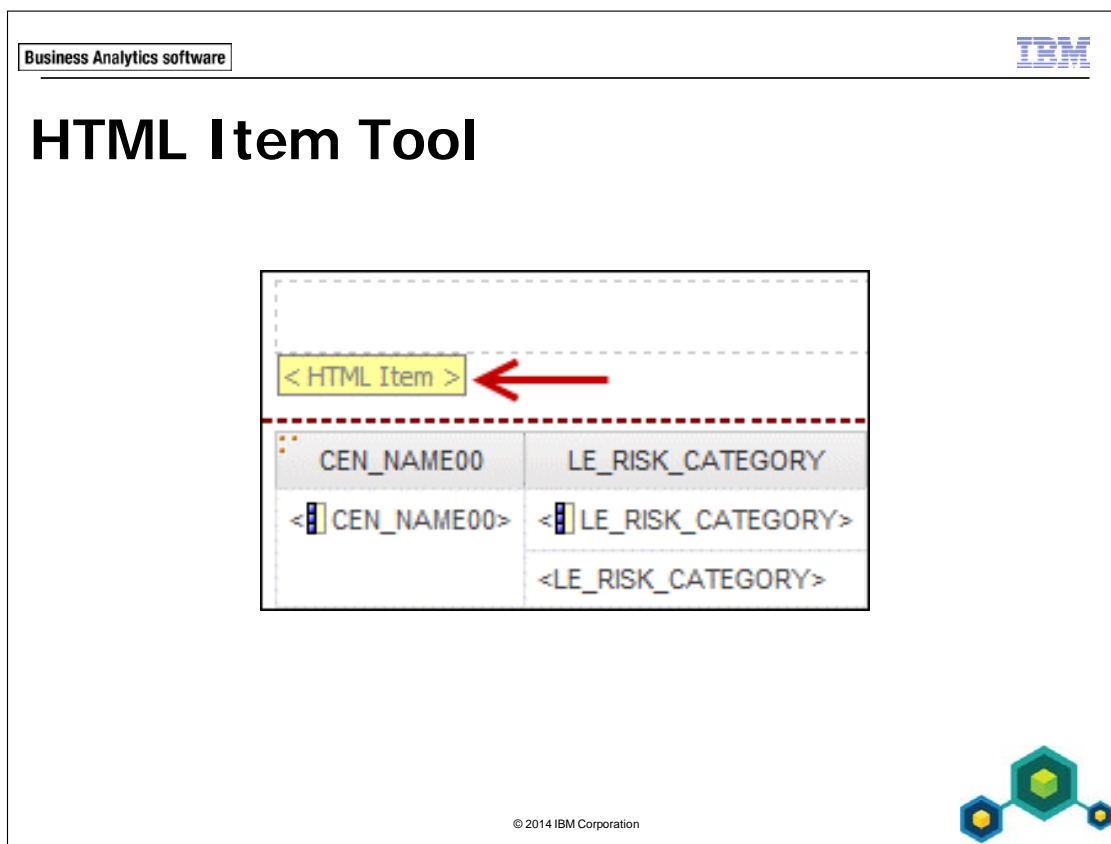 Business Analytics software
IBM
HTML Item Tool
< HTML Item >
CEN_NAME00 LE_RISK_CATEGORY
<CEN_NAME00> <LE_RISK_CATEGORY>
<LE_RISK_CATEGORY>
© 2014 IBM Corporation